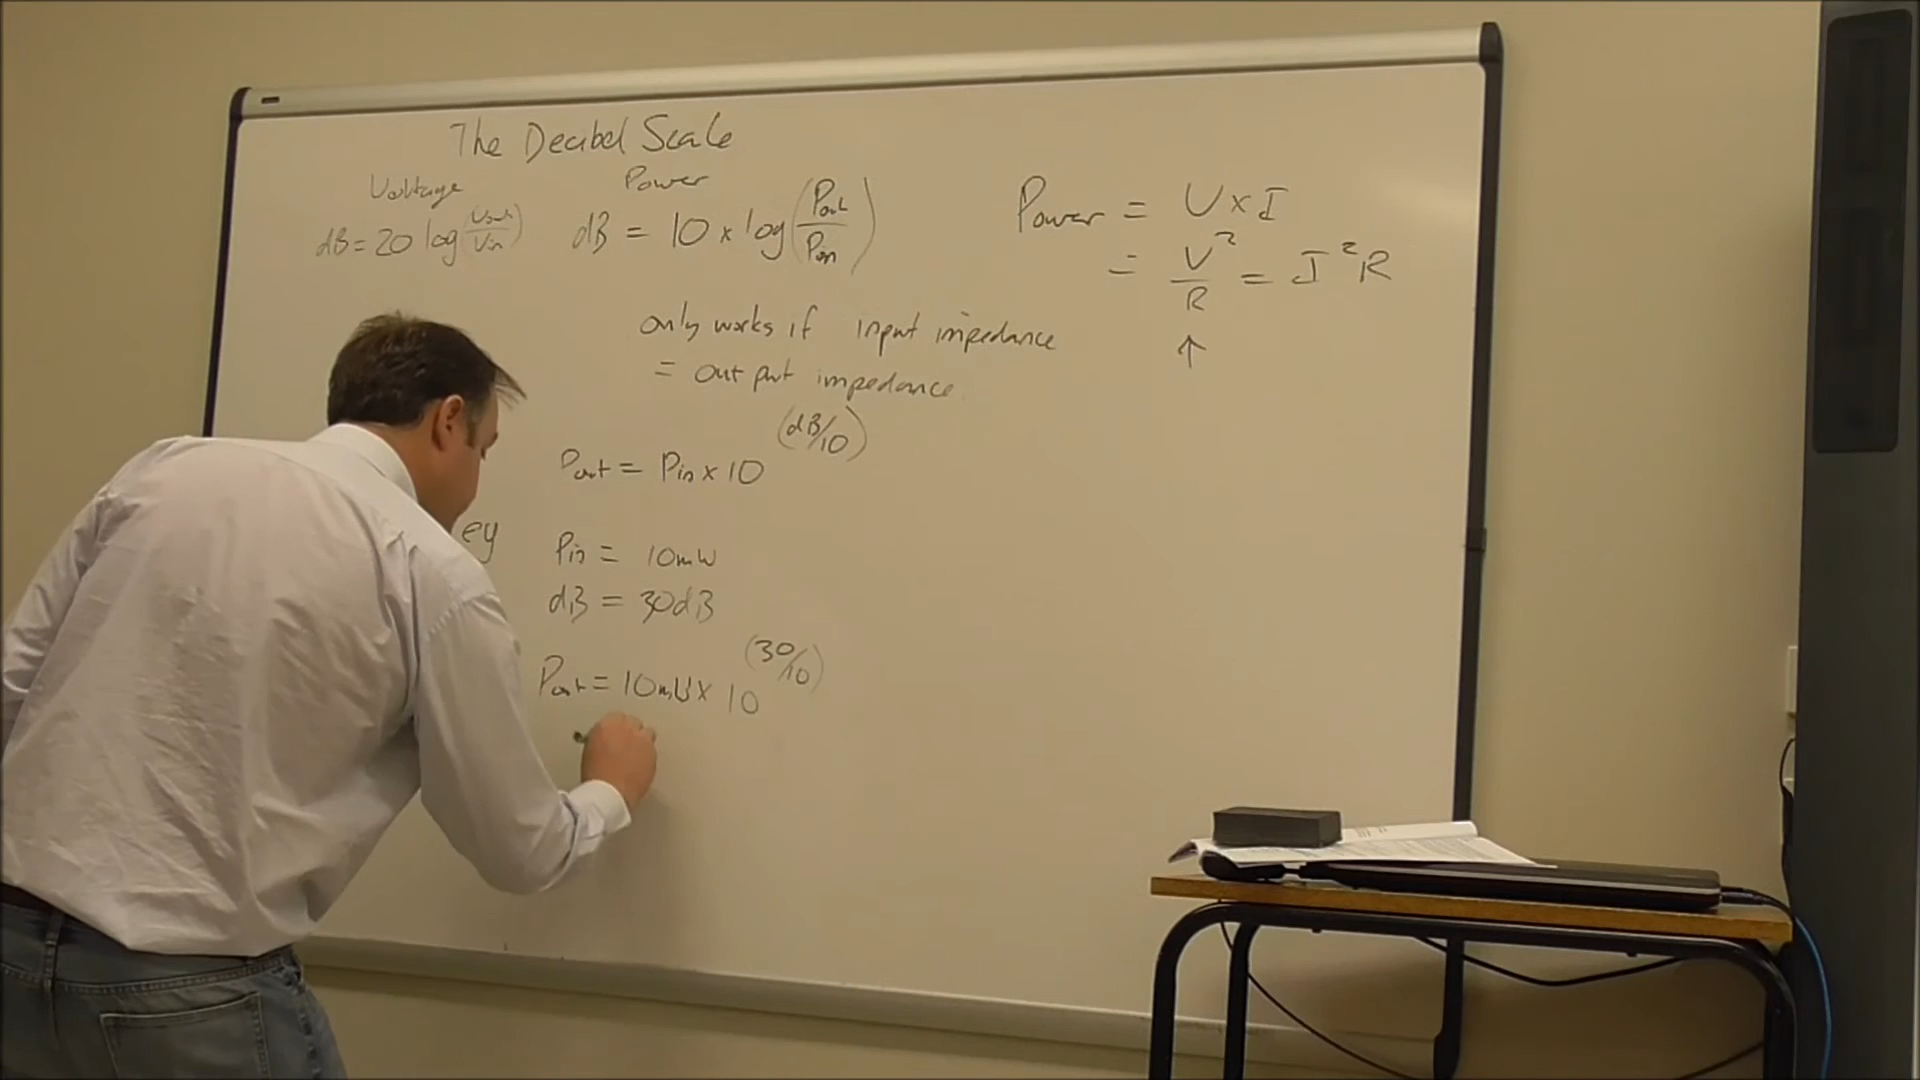 The Decibel Scale
Voltage
dB = 20 log (Vout/Vin)
Power
dB = 10 x log (Pout/Pin)
Power = V x I
= V²/R = I²R
↑
only works if input impedance
= output impedance
Pout = Pin x 10^(dB/10)
ey
Pin = 10mW
dB = 30dB
Pout = 10mW x 10^(30/10)